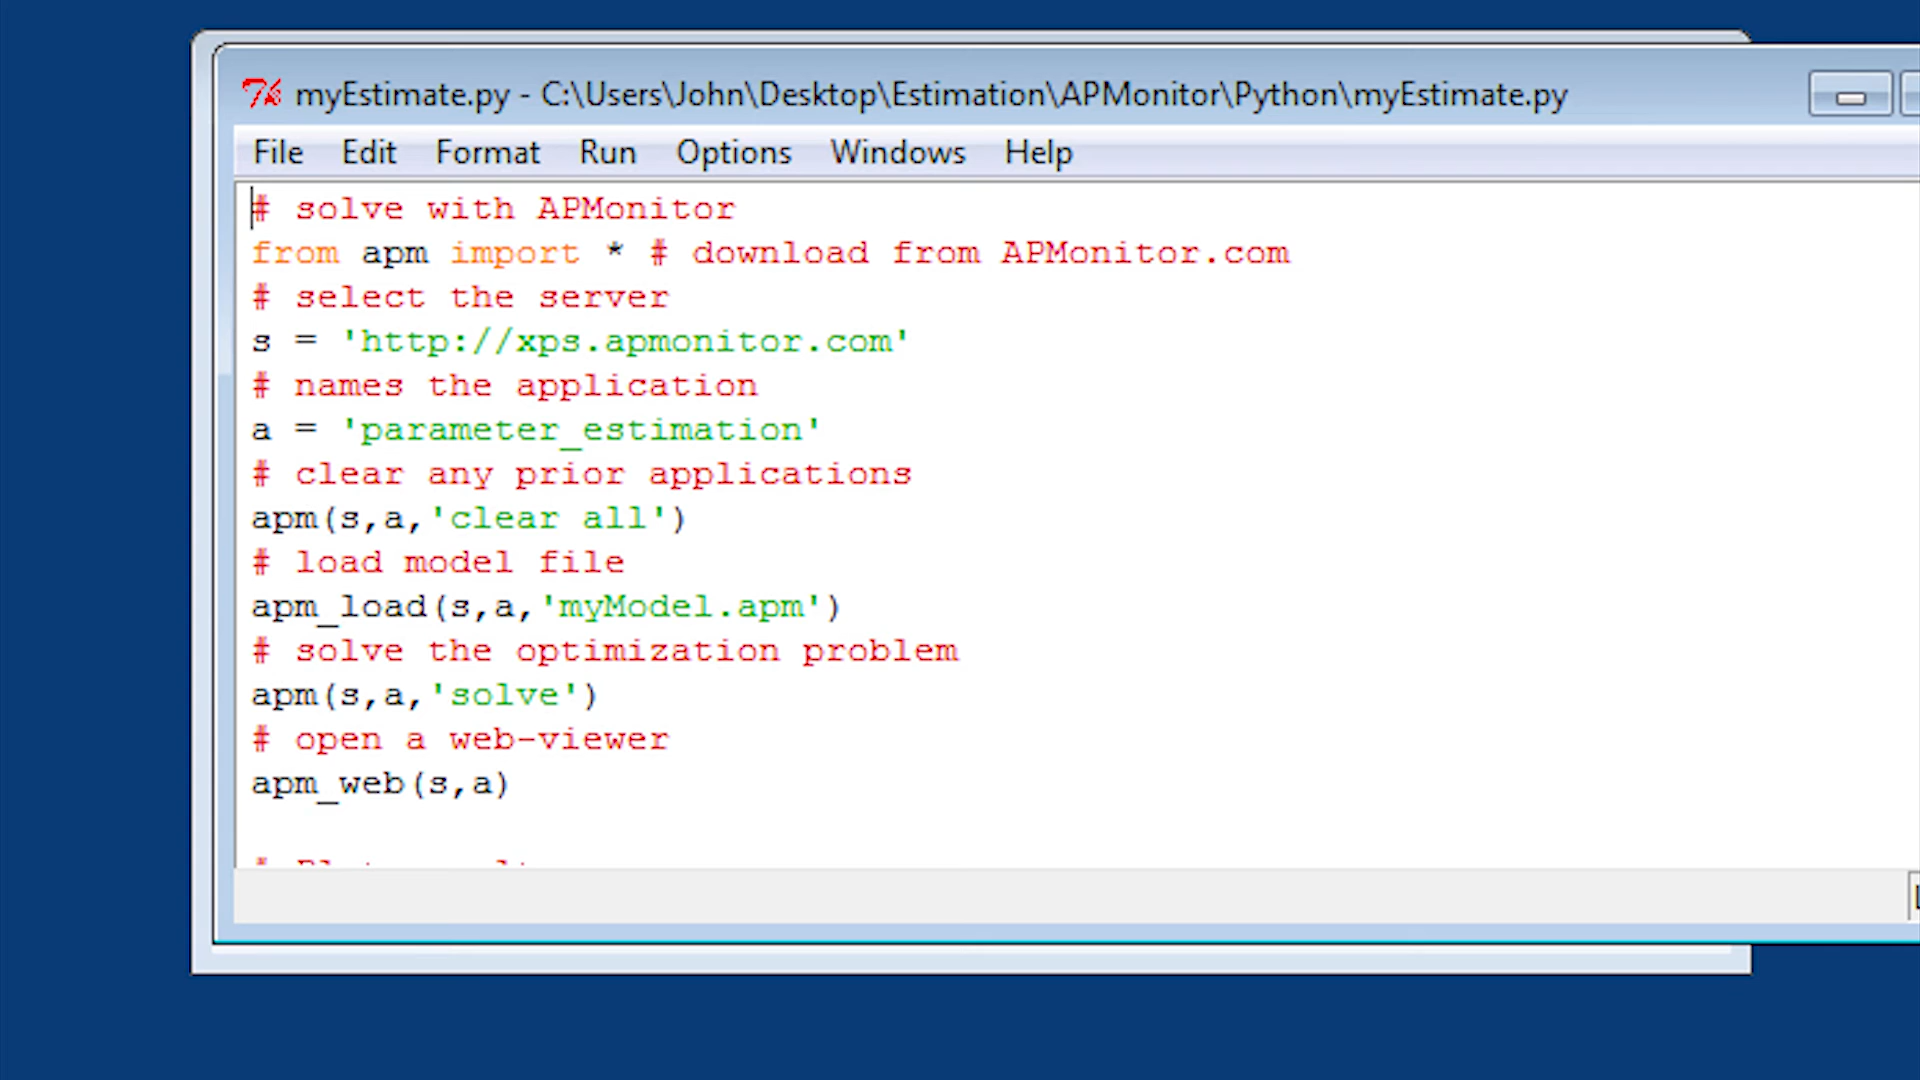 myEstimate.py - C:\Users\John\Desktop\Estimation\APMonitor\Python\myEstimate.py
File Edit Format Run Options Windows Help
# solve with APMonitor
from apm import * # download from APMonitor.com
# select the server
s = 'http://xps.apmonitor.com'
# names the application
a = 'parameter_estimation'
# clear any prior applications
apm(s,a,'clear all')
# load model file
apm_load(s,a,'myModel.apm')
# solve the optimization problem
apm(s,a,'solve')
# open a web-viewer
apm_web(s,a)